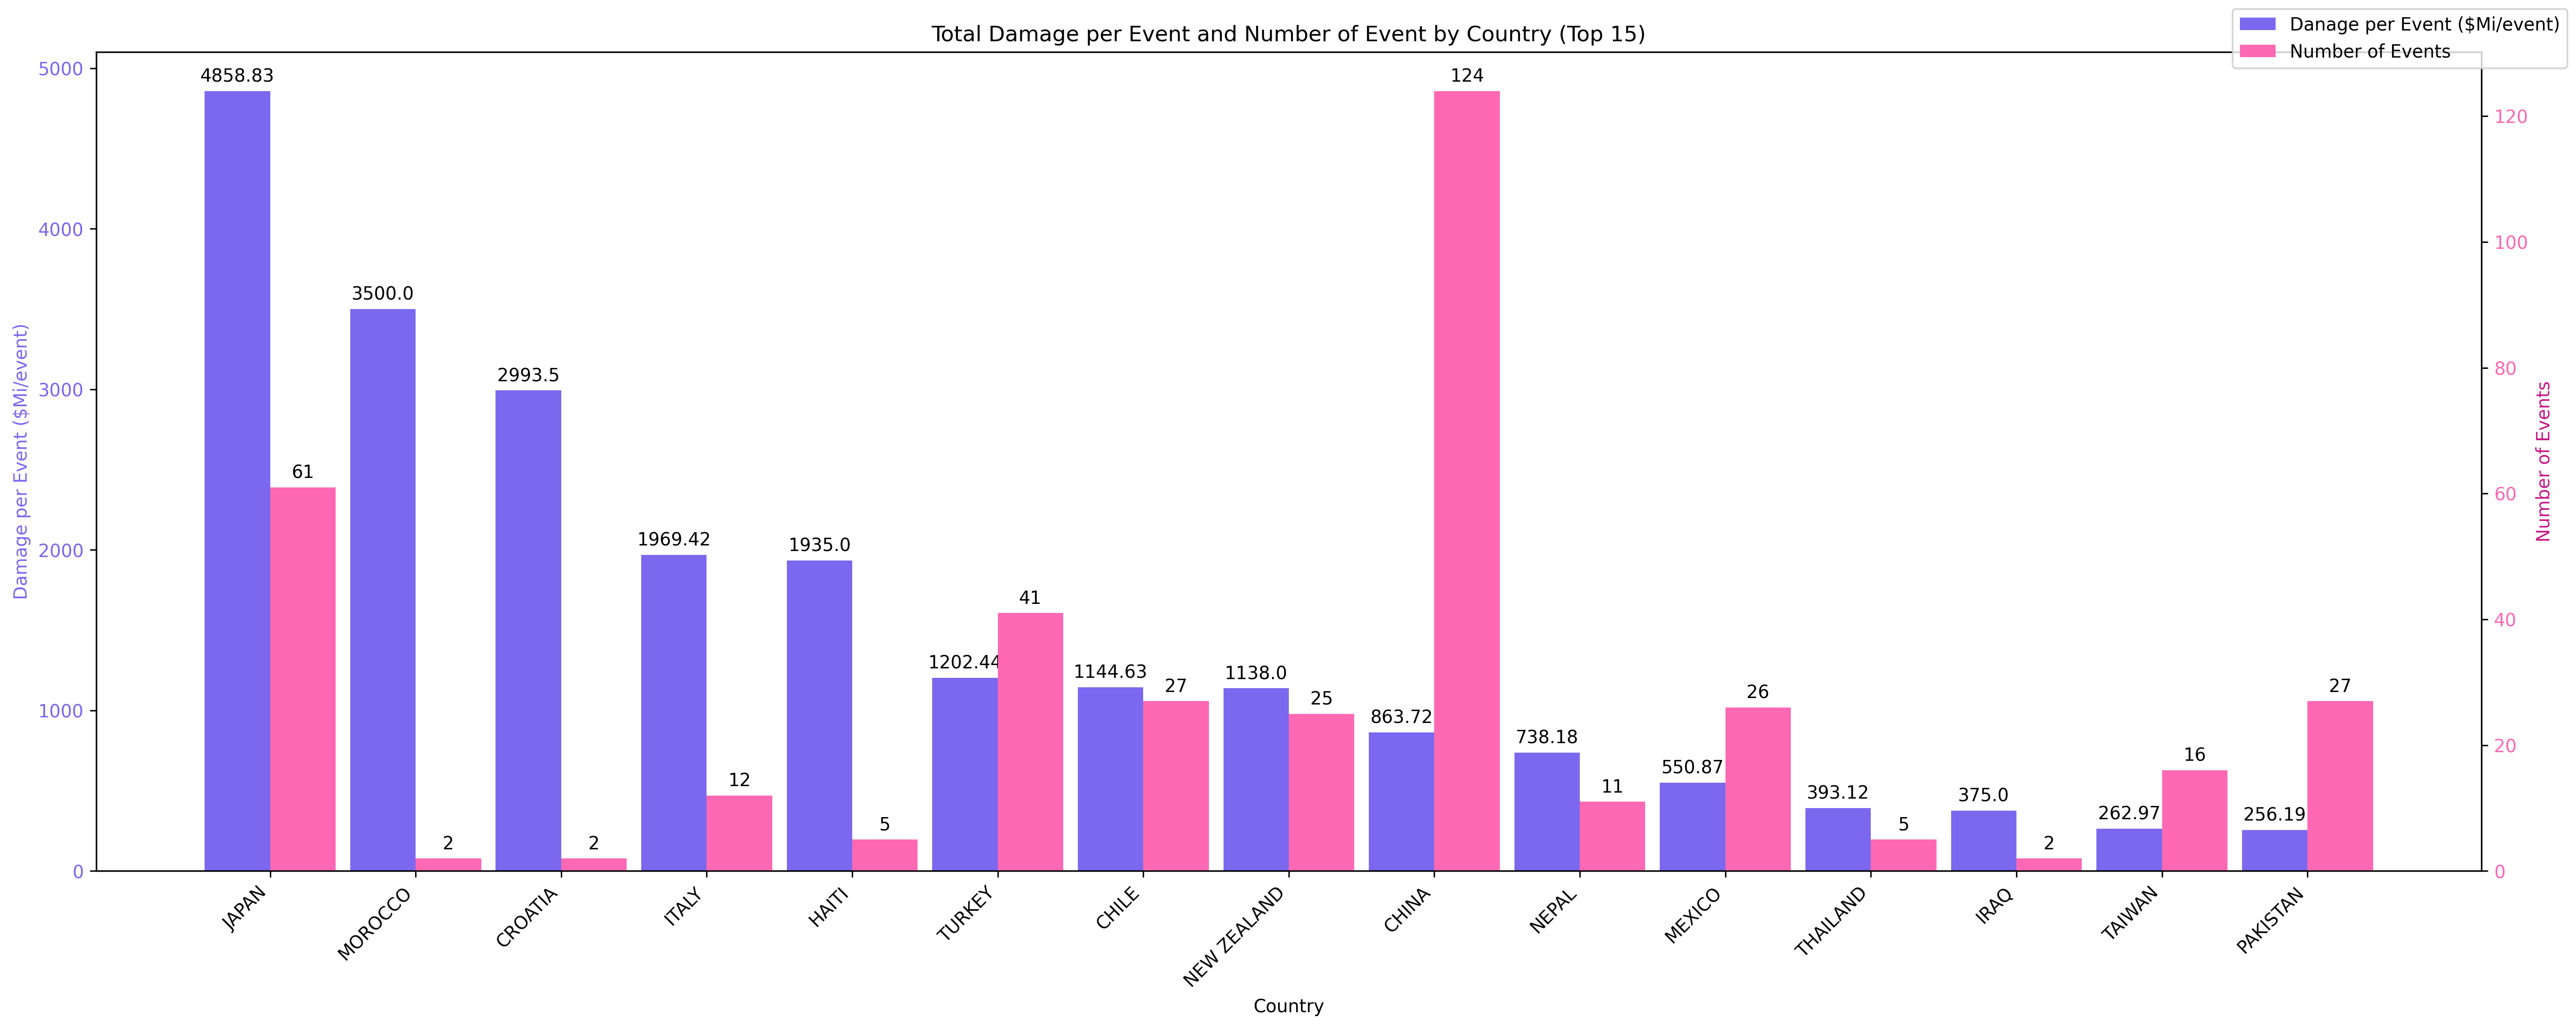 Total Damage per Event and Number of Event by Country (Top 15)
Danage per Event ($Mi/event)
Number of Events
Damage per Event ($Mi/event)
5000
4000
3000
2000
1000
0
4858.83
61
3500.0
2
2993.5
2
1969.42
12
1935.0
5
1202.44
41
1144.63
27
1138.0
25
863.72
124
738.18
11
550.87
26
393.12
5
375.0
2
262.97
16
256.19
27
120
100
80
60
40
20
0
Number of Events
JAPAN
MOROCCO
CROATIA
ITALY
HAITI
TURKEY
CHILE
NEW ZEALAND
CHINA
NEPAL
MEXICO
THAILAND
IRAQ
TAIWAN
PAKISTAN
Country